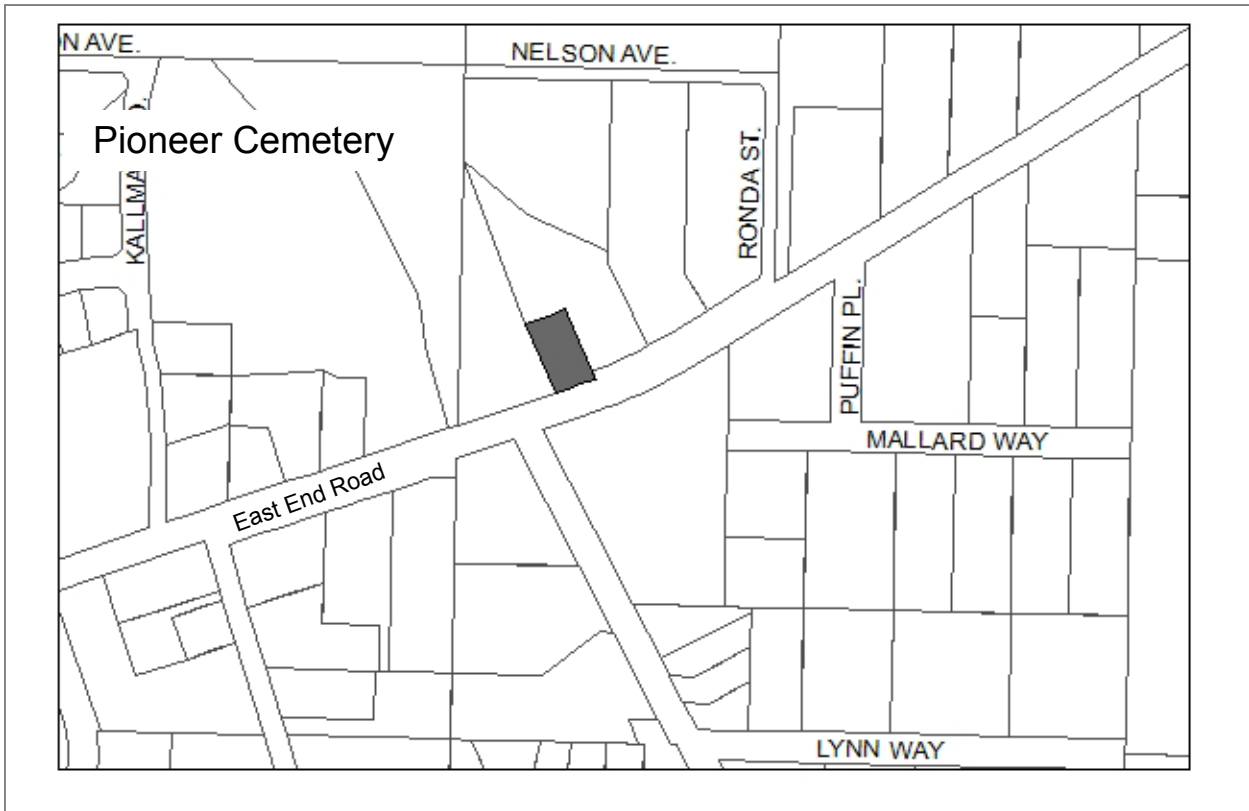 N AVE.
NELSON AVE.
Pioneer Cemetery
KALLMA
RONDA ST.
PUFFIN PL.
MALLARD WAY
East End Road
LYNN WAY